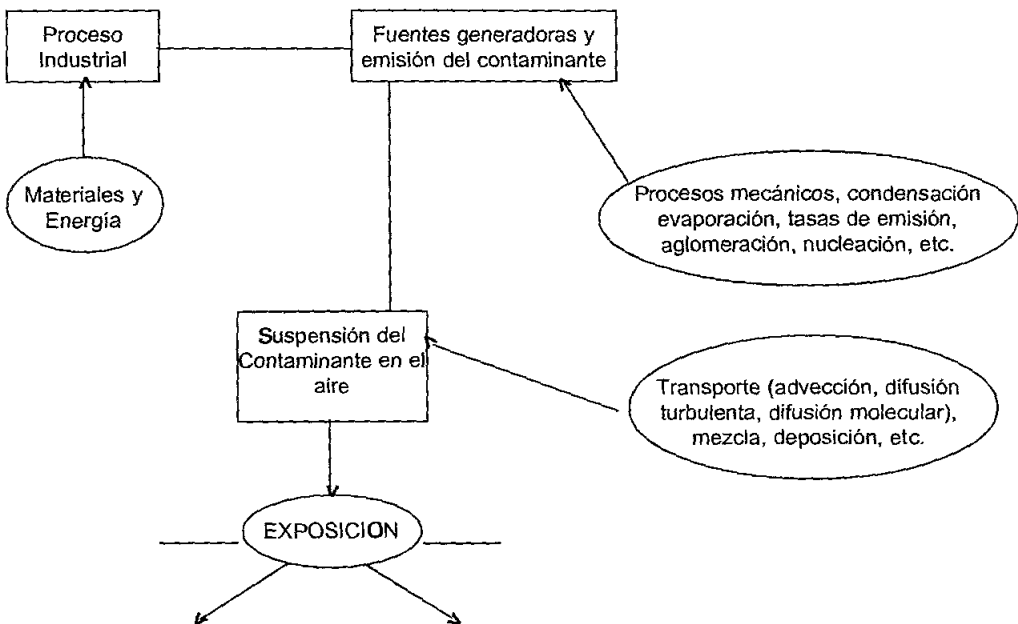 Proceso
Industrial
Fuentes generadoras y
emisión del contaminante
Materiales y
Energía
Procesos mecánicos, condensación
evaporación, tasas de emisión,
aglomeración, nucleación, etc.
Suspensión del
Contaminante en el
aire
Transporte (advección, difusión
turbulenta, difusión molecular),
mezcla, deposición, etc.
EXPOSICION